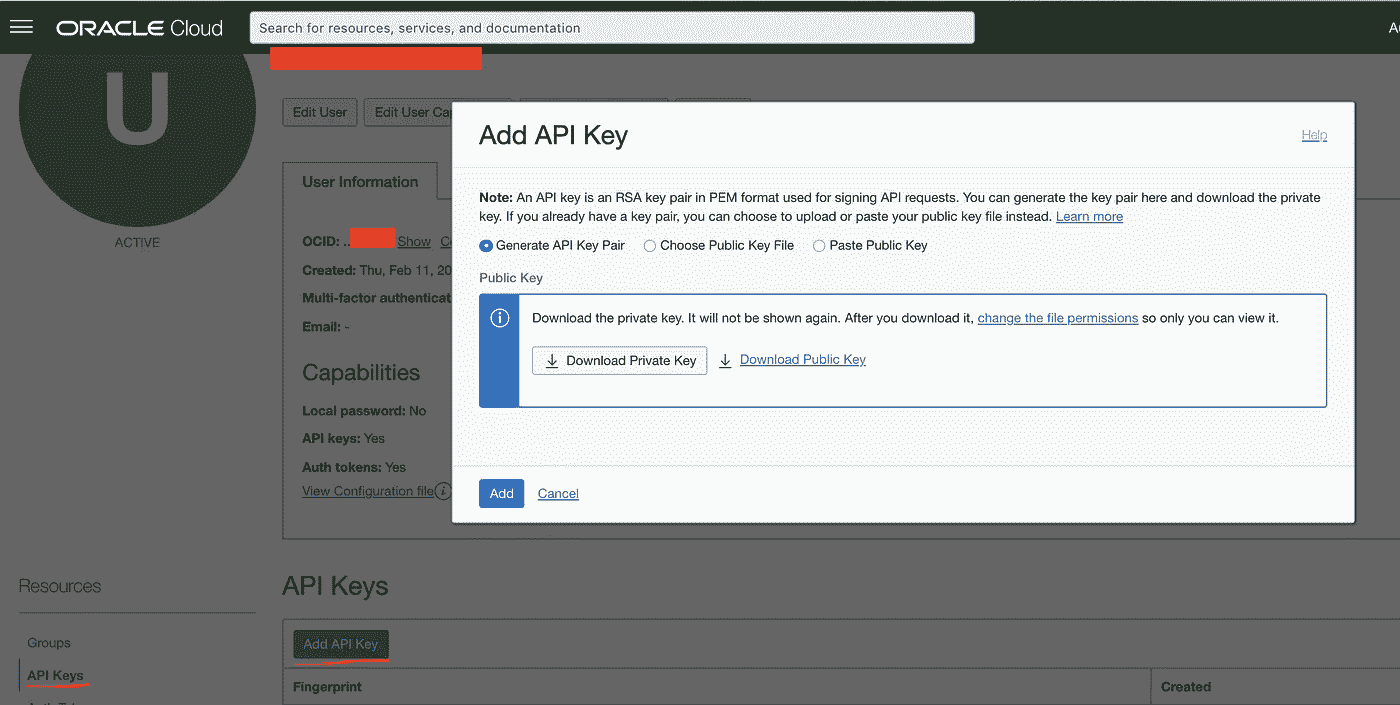 ORACLE Cloud
Search for resources, services, and documentation
U
ACTIVE
Edit User
Edit User
User Information
OCID: .. Show
Created: Thu, Feb 11, 20
Multi-factor authenticat
Email: -
Capabilities
Local password: No
API keys: Yes
Auth tokens: Yes
View Configuration file
Add API Key
Help
Note: An API key is an RSA key pair in PEM format used for signing API requests. You can generate the key pair here and download the private
key. If you already have a key pair, you can choose to upload or paste your public key file instead. Learn more
Generate API Key Pair
Choose Public Key File
Paste Public Key
Public Key
Download the private key. It will not be shown again. After you download it, change the file permissions so only you can view it.
Download Private Key
Download Public Key
Add
Cancel
Resources
Groups
API Keys
API Keys
Add API Key
Fingerprint
Created